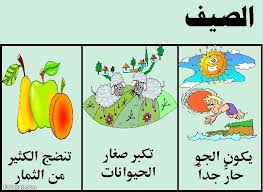 الصيف
يكون الجو
حار جداً
تكبر صغار
الحيوانات
تنضج الكثير
من الثمار